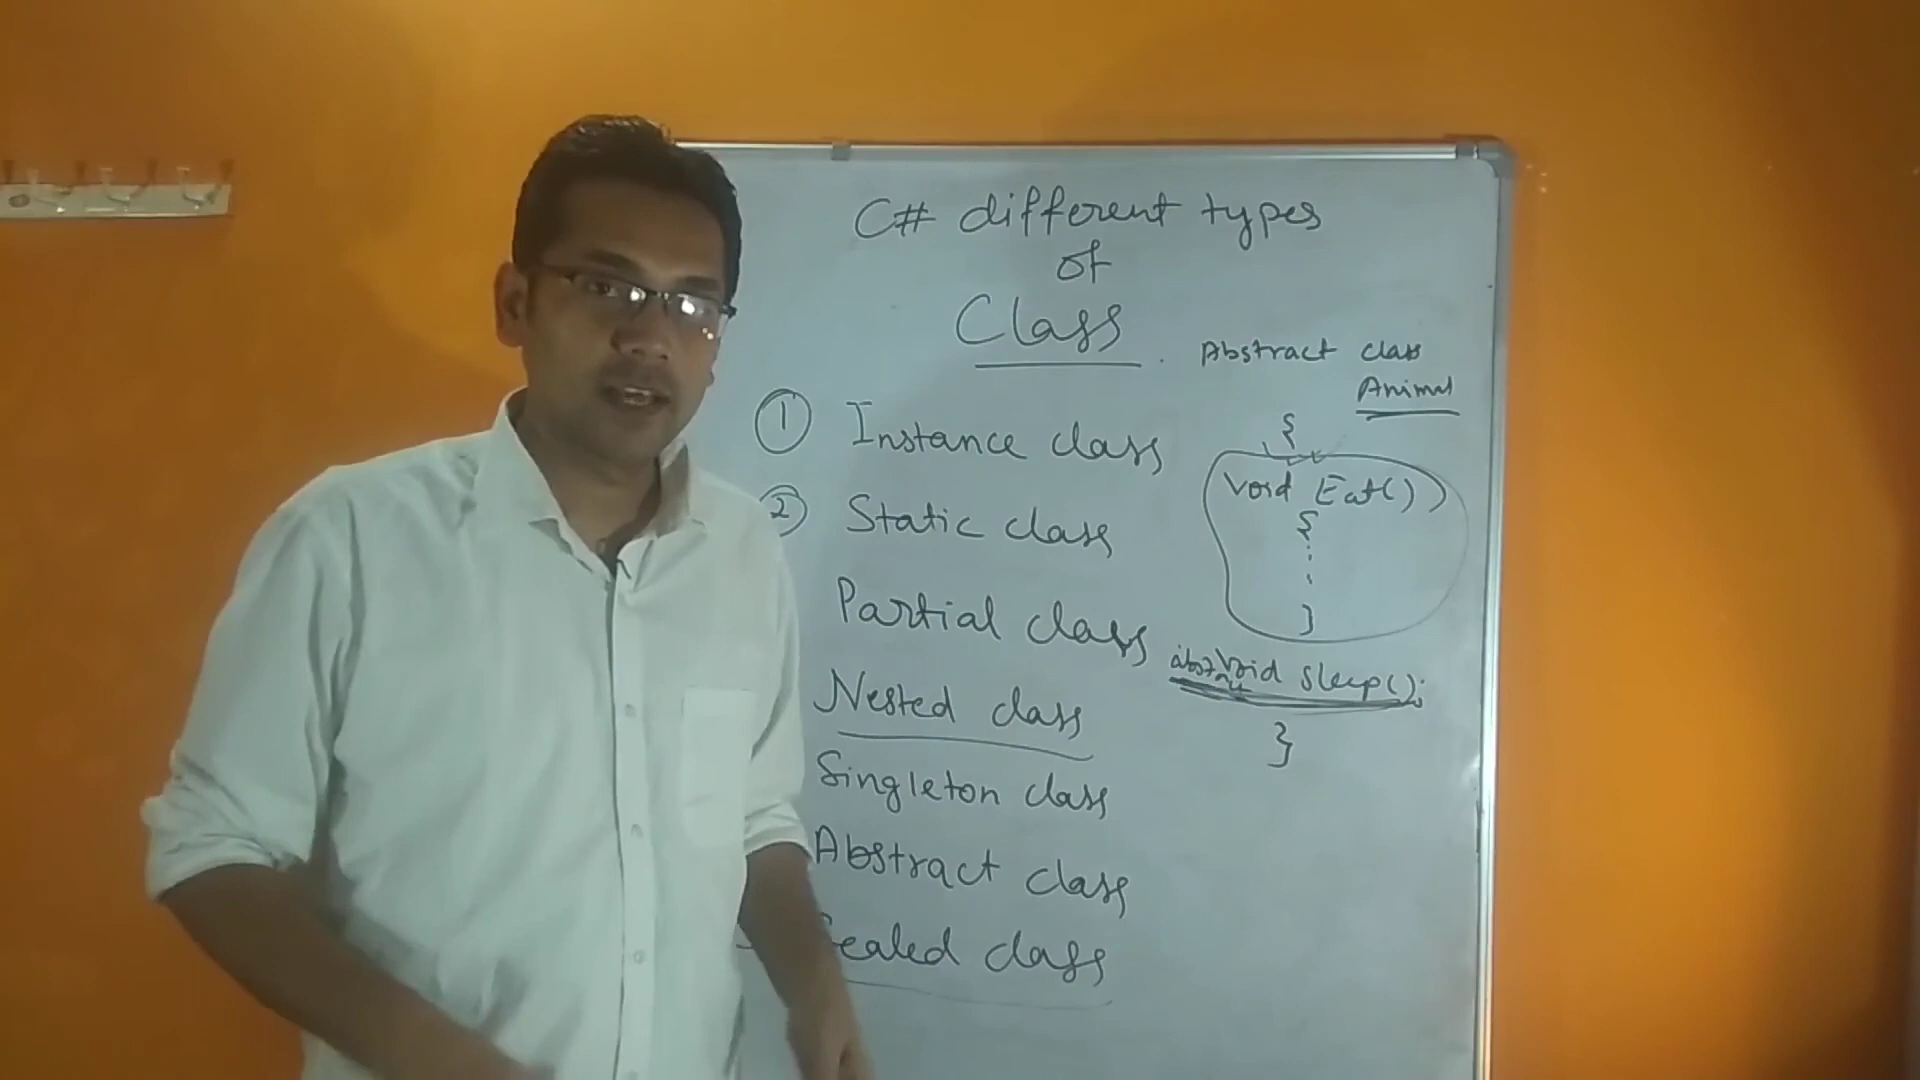 C# different types
of
Class
① Instance class
② Static class
Partial class
Nested class
Singleton class
Abstract class
Sealed class
Abstract class
Animal
{
Void Eat()
{
}
Void Sleep();
}